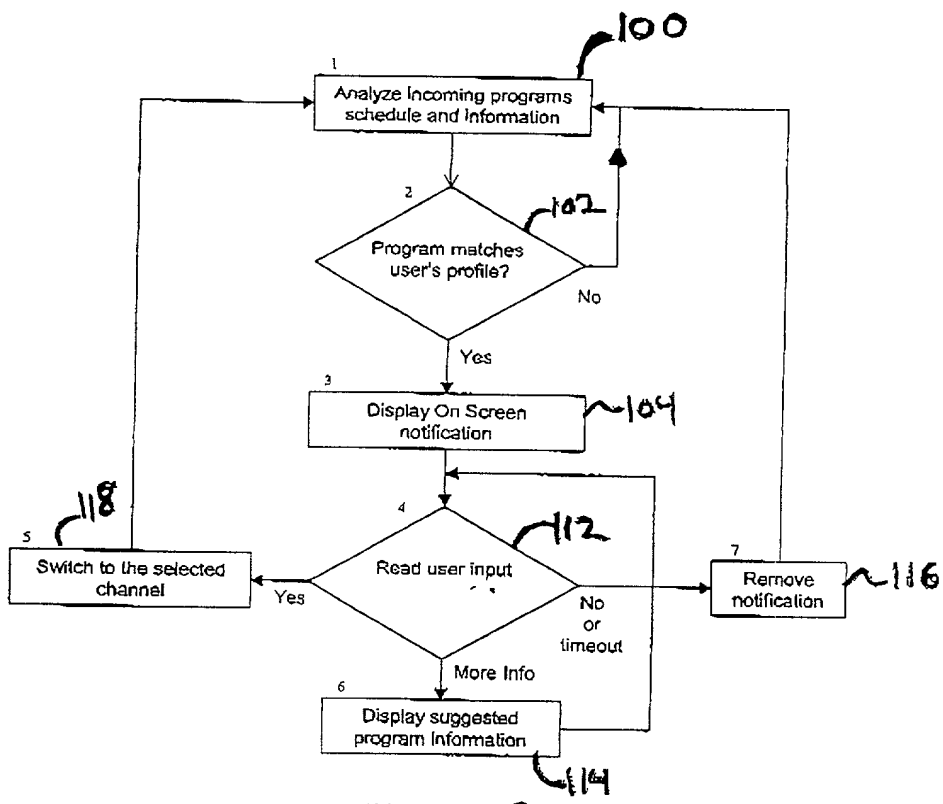 100
1
Analyze Incoming programs
schedule and Information
2
102
Program matches
user's profile?
No
Yes
3
Display On Screen
notification
104
4
112
Read user input
118
5
Switch to the selected
channel
Yes
No
or
timeout
7
Remove
notification
116
More Info
6
Display suggested
program Information
114